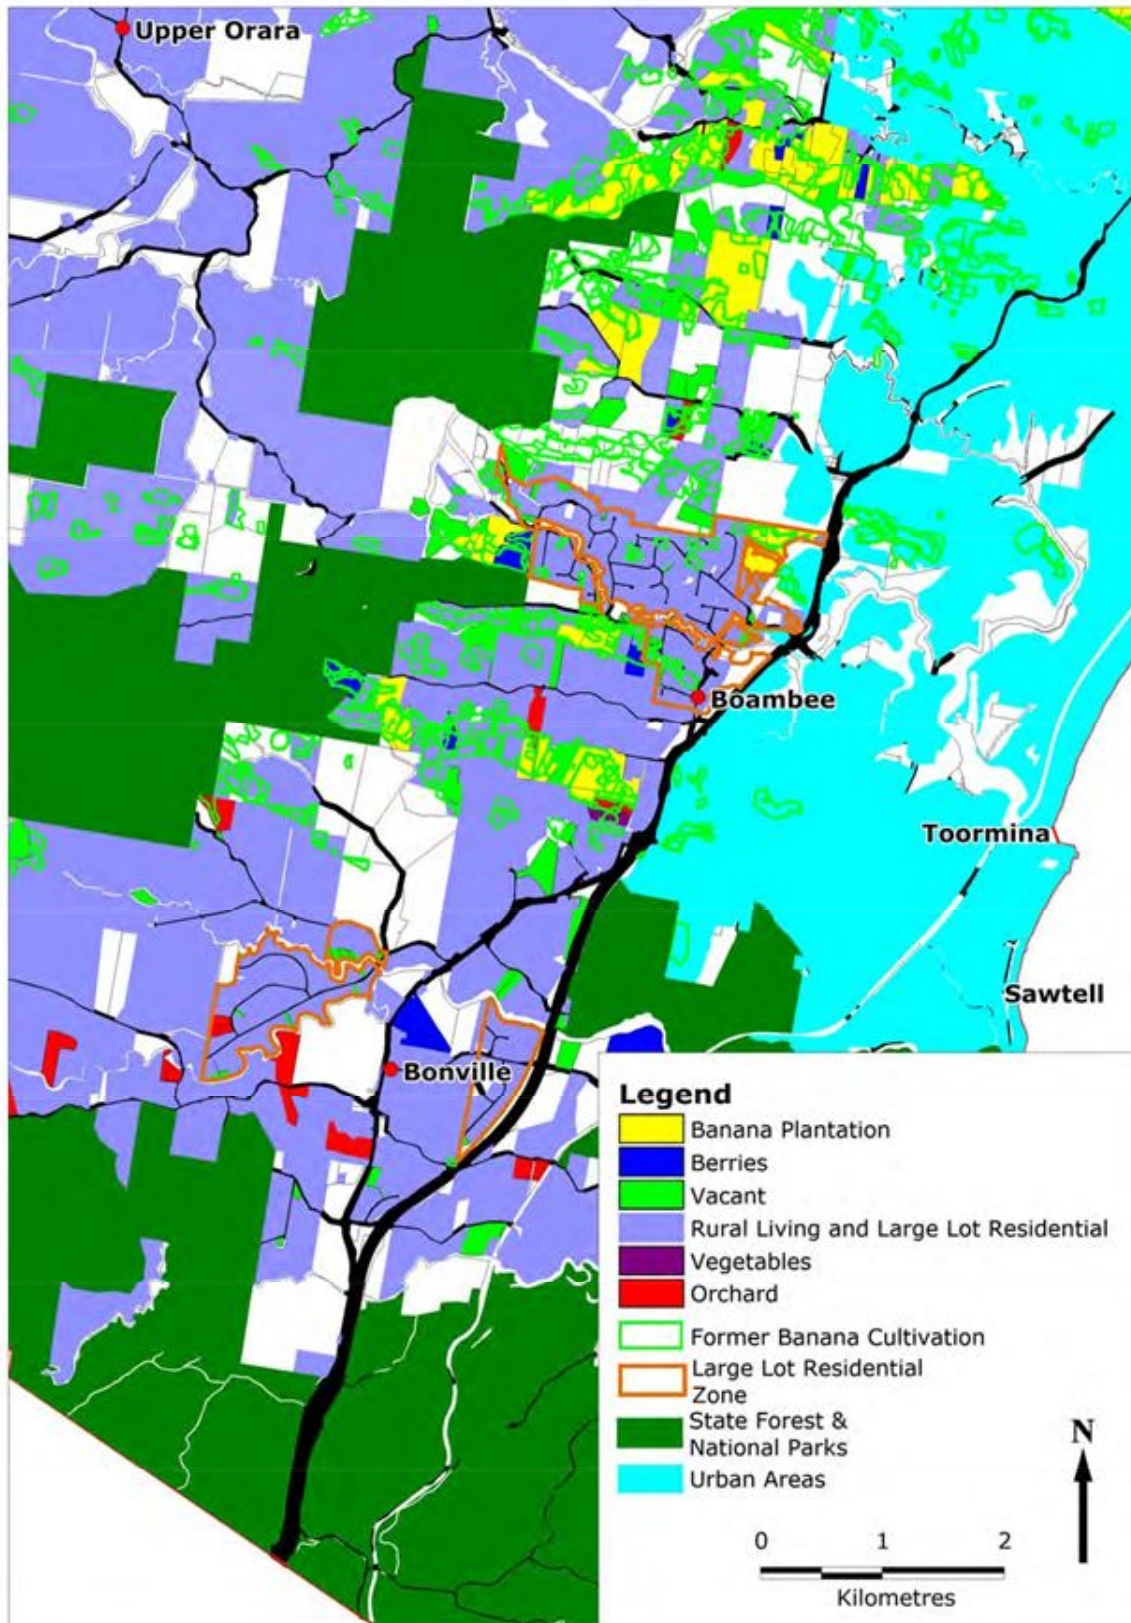 Upper Orara
Boambee
Toormina
Sawtell
Bonville
Legend
Banana Plantation
Berries
Vacant
Rural Living and Large Lot Residential
Vegetables
Orchard
Former Banana Cultivation
Large Lot Residential
Zone
State Forest &
National Parks
Urban Areas
N
0 1 2
Kilometres